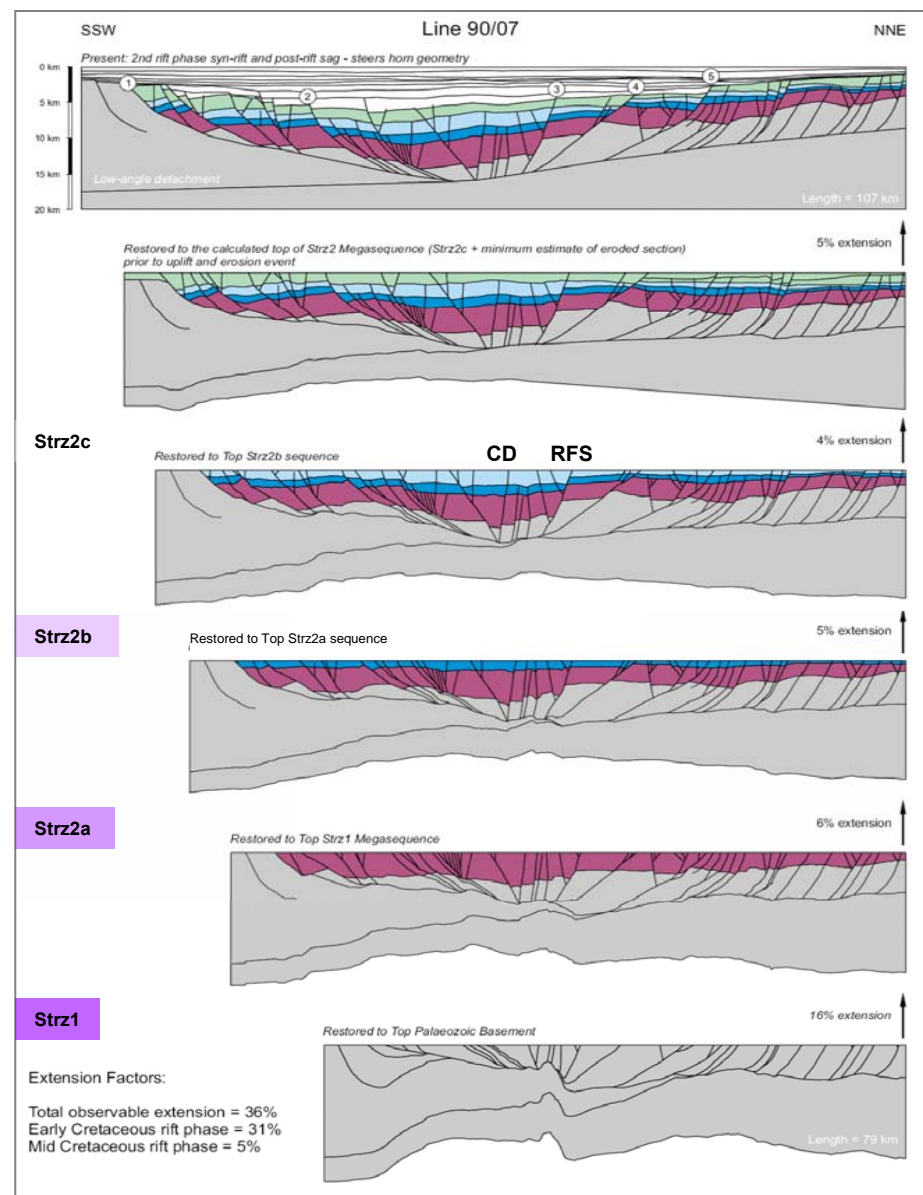 SSW
Line 90/07
NNE
Present: 2nd rift phase syn-rift and post-rift sag - steers horn geometry
0 km
5 km
10 km
15 km
20 km
1
2
3
4
5
Low-angle detachment
Length = 107 km
5% extension
Restored to the calculated top of Strz2 Megasequence (Strz2c + minimum estimate of eroded section)
prior to uplift and erosion event
Strz2c
4% extension
Restored to Top Strz2b sequence
CD
RFS
Strz2b
5% extension
Restored to Top Strz2a sequence
Strz2a
6% extension
Restored to Top Strz1 Megasequence
Strz1
16% extension
Restored to Top Palaeozoic Basement
Extension Factors:
Total observable extension = 36%
Early Cretaceous rift phase = 31%
Mid Cretaceous rift phase = 5%
Length = 79 km